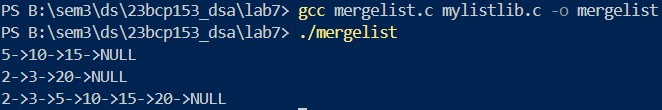 PS B:\sem3\ds\23bcp153_dsa\lab7> gcc mergelist.c mylistlib.c -o mergelist
PS B:\sem3\ds\23bcp153_dsa\lab7> ./mergelist
5->10->15->NULL
2->3->20->NULL
2->3->5->10->15->20->NULL